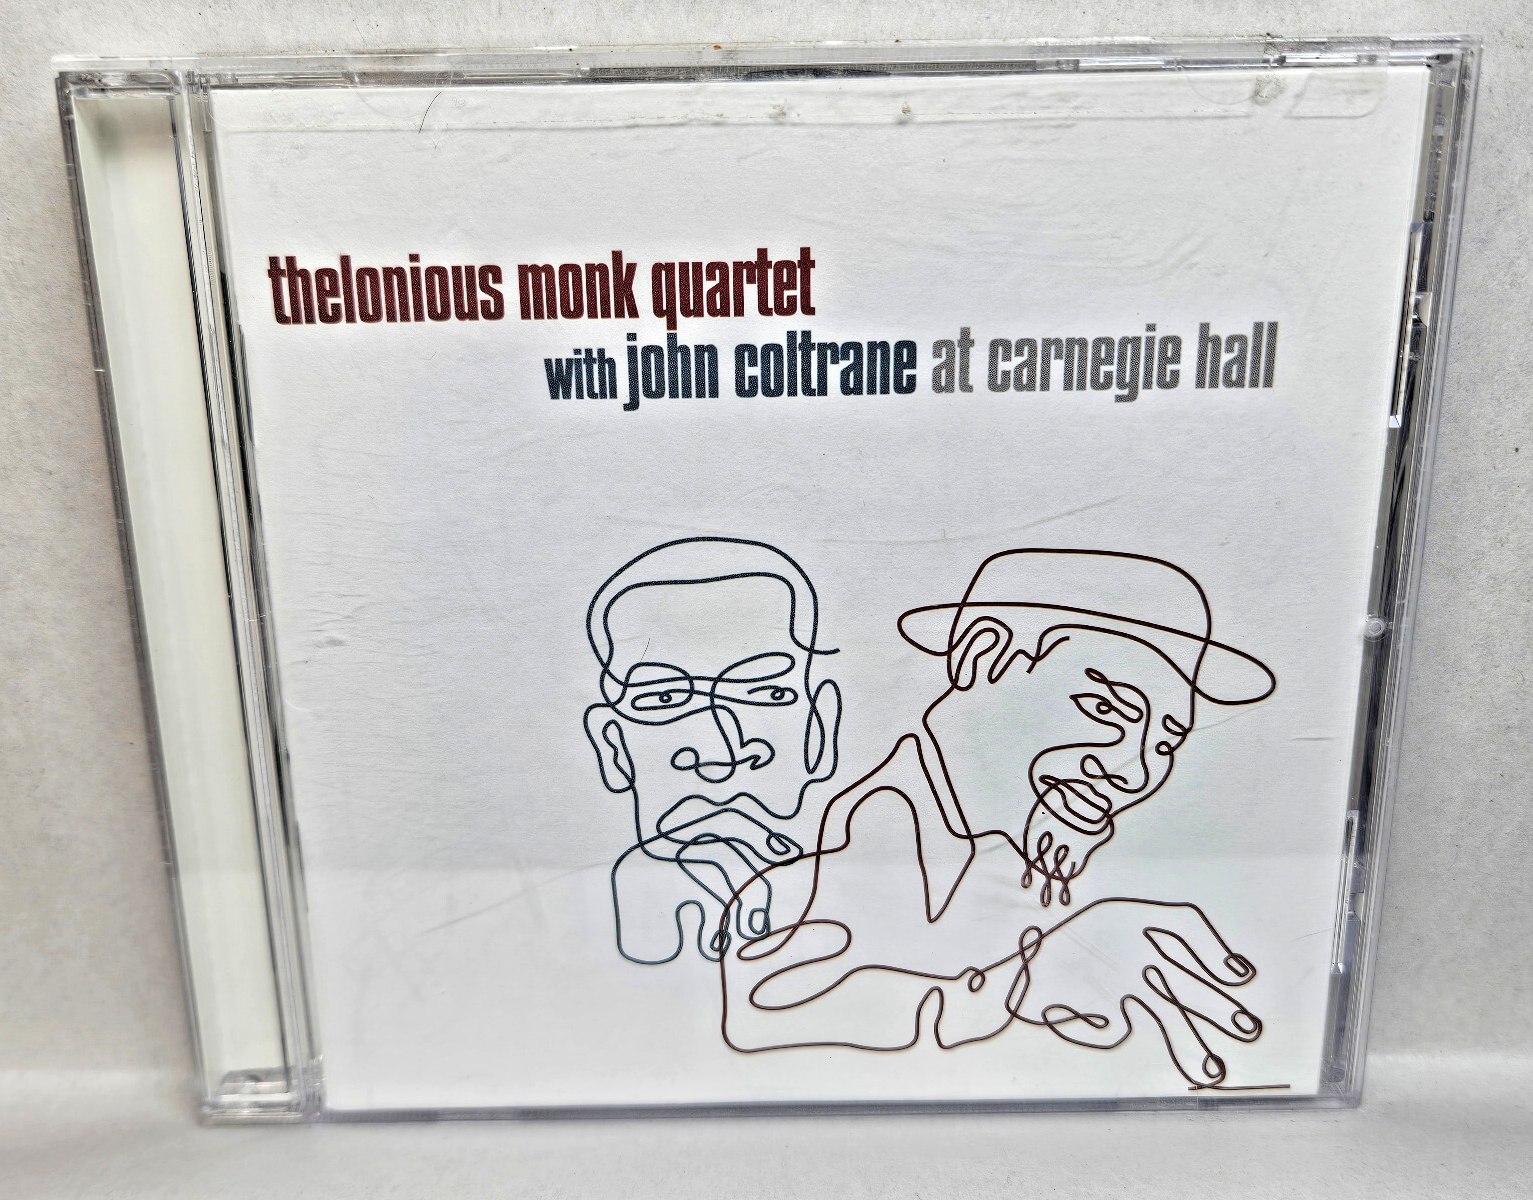 thelonious monk quartet
with john coltrane at carnegie hall